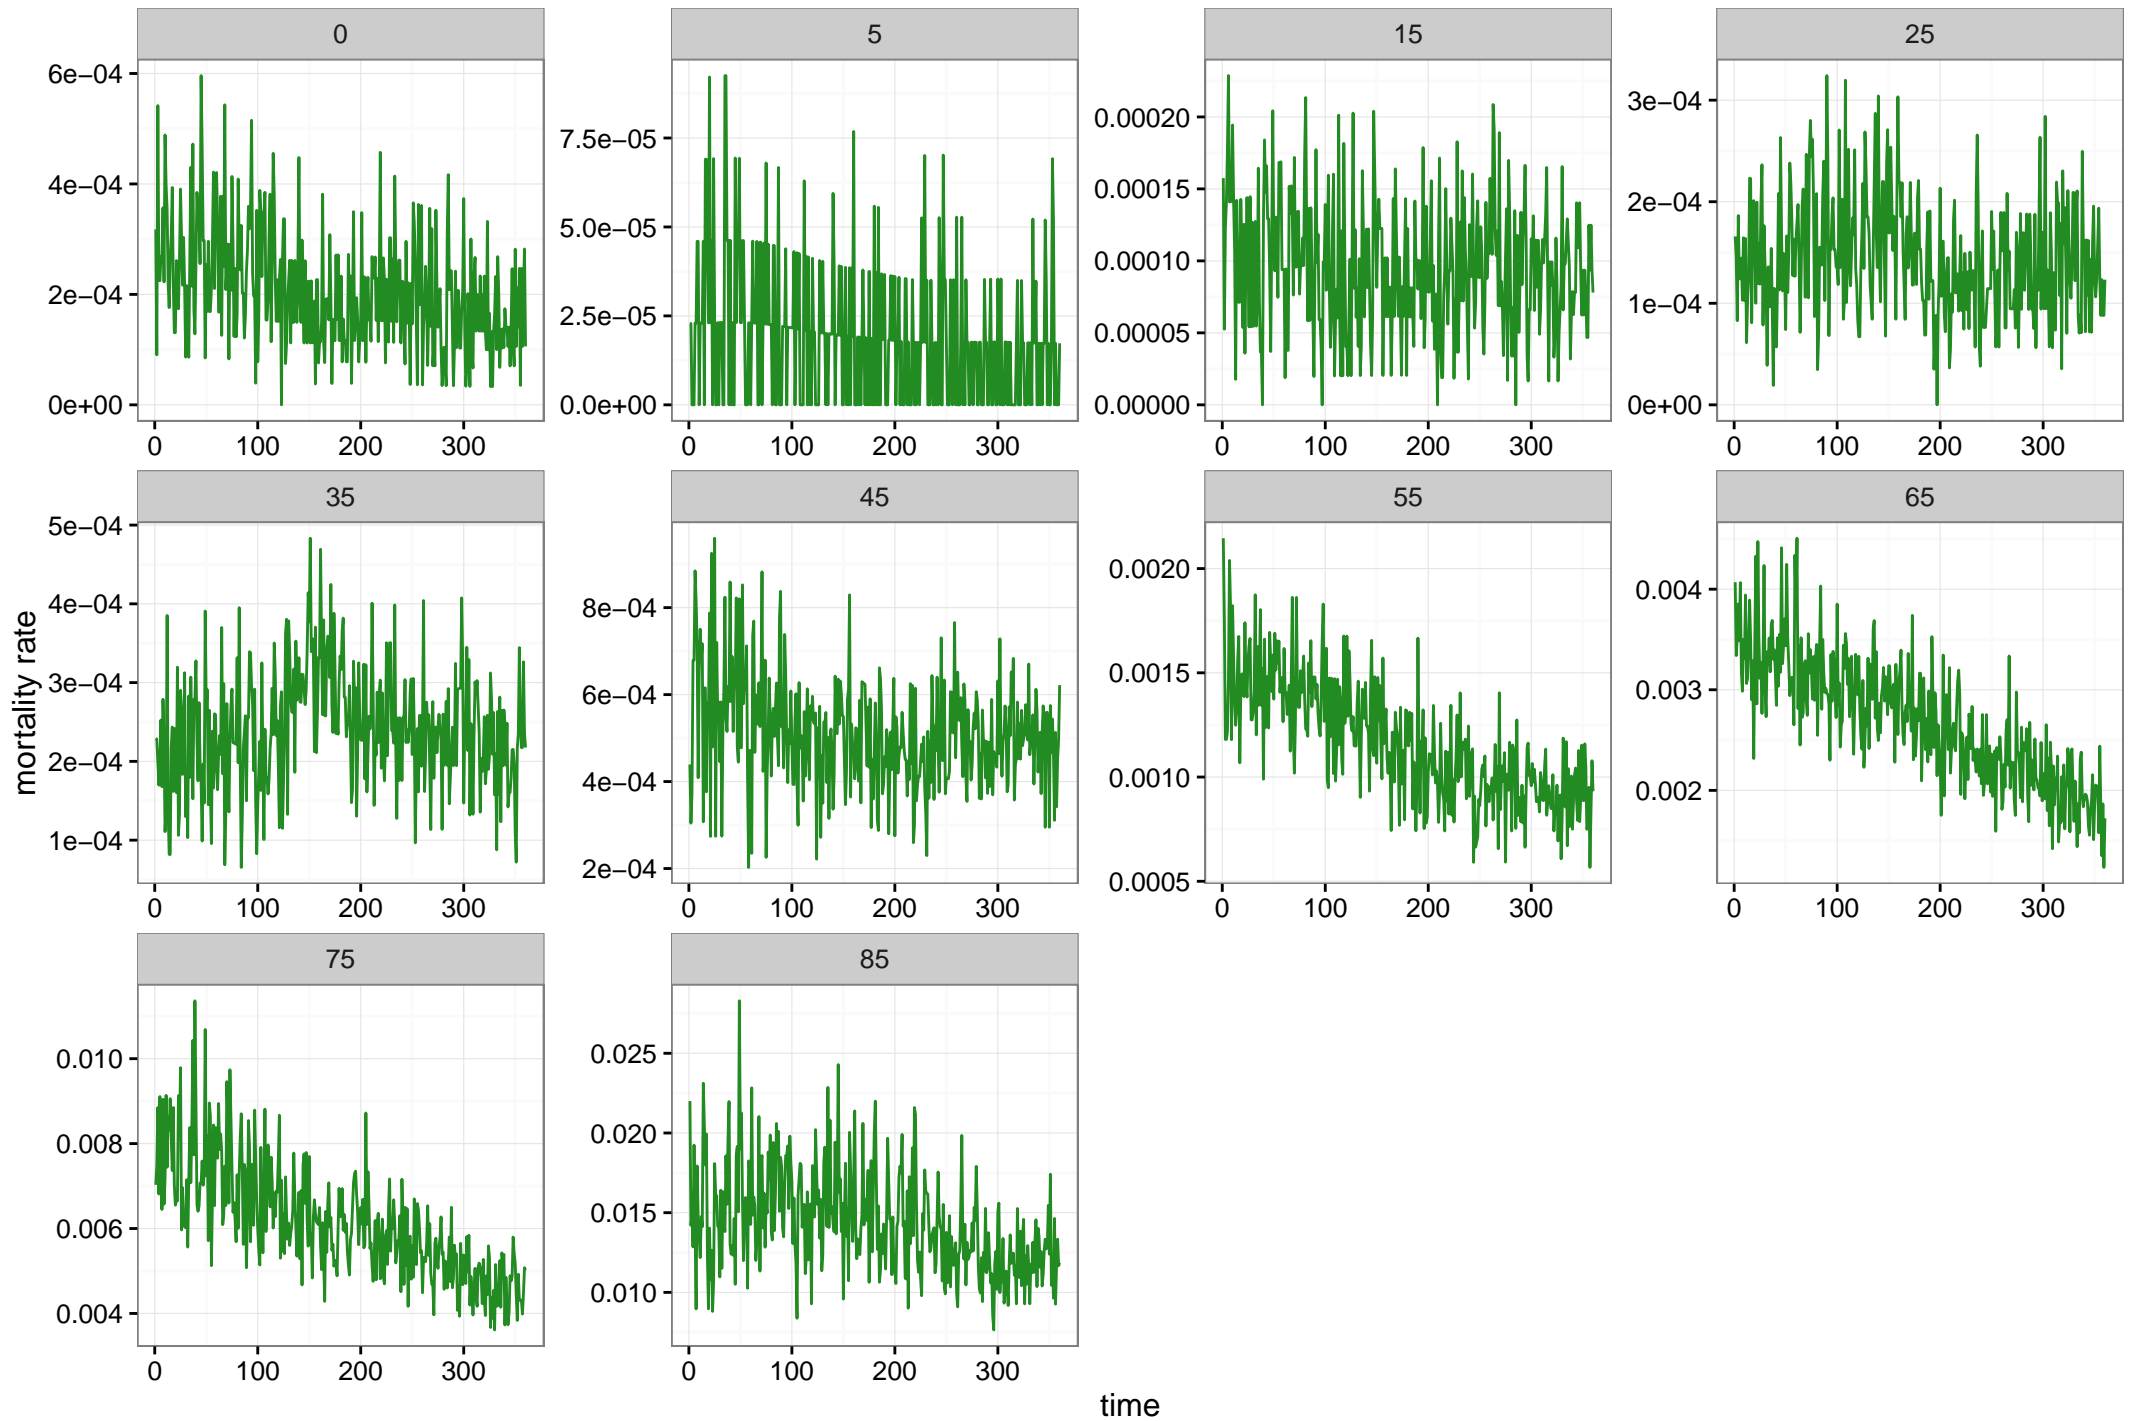 0 5 15 25
6e−04
4e−04
2e−04
0e+00
0 100 200 300
7.5e−05
5.0e−05
2.5e−05
0.0e+00
0 100 200 300
0.00020
0.00015
0.00010
0.00005
0.00000
0 100 200 300
3e−04
2e−04
1e−04
0e+00
0 100 200 300
35 45 55 65
5e−04
4e−04
3e−04
2e−04
1e−04
0 100 200 300
8e−04
6e−04
4e−04
2e−04
0 100 200 300
0.0020
0.0015
0.0010
0.0005
0 100 200 300
0.004
0.003
0.002
0 100 200 300
mortality rate
75 85
0.010
0.008
0.006
0.004
0 100 200 300
0.025
0.020
0.015
0.010
0 100 200 300
time